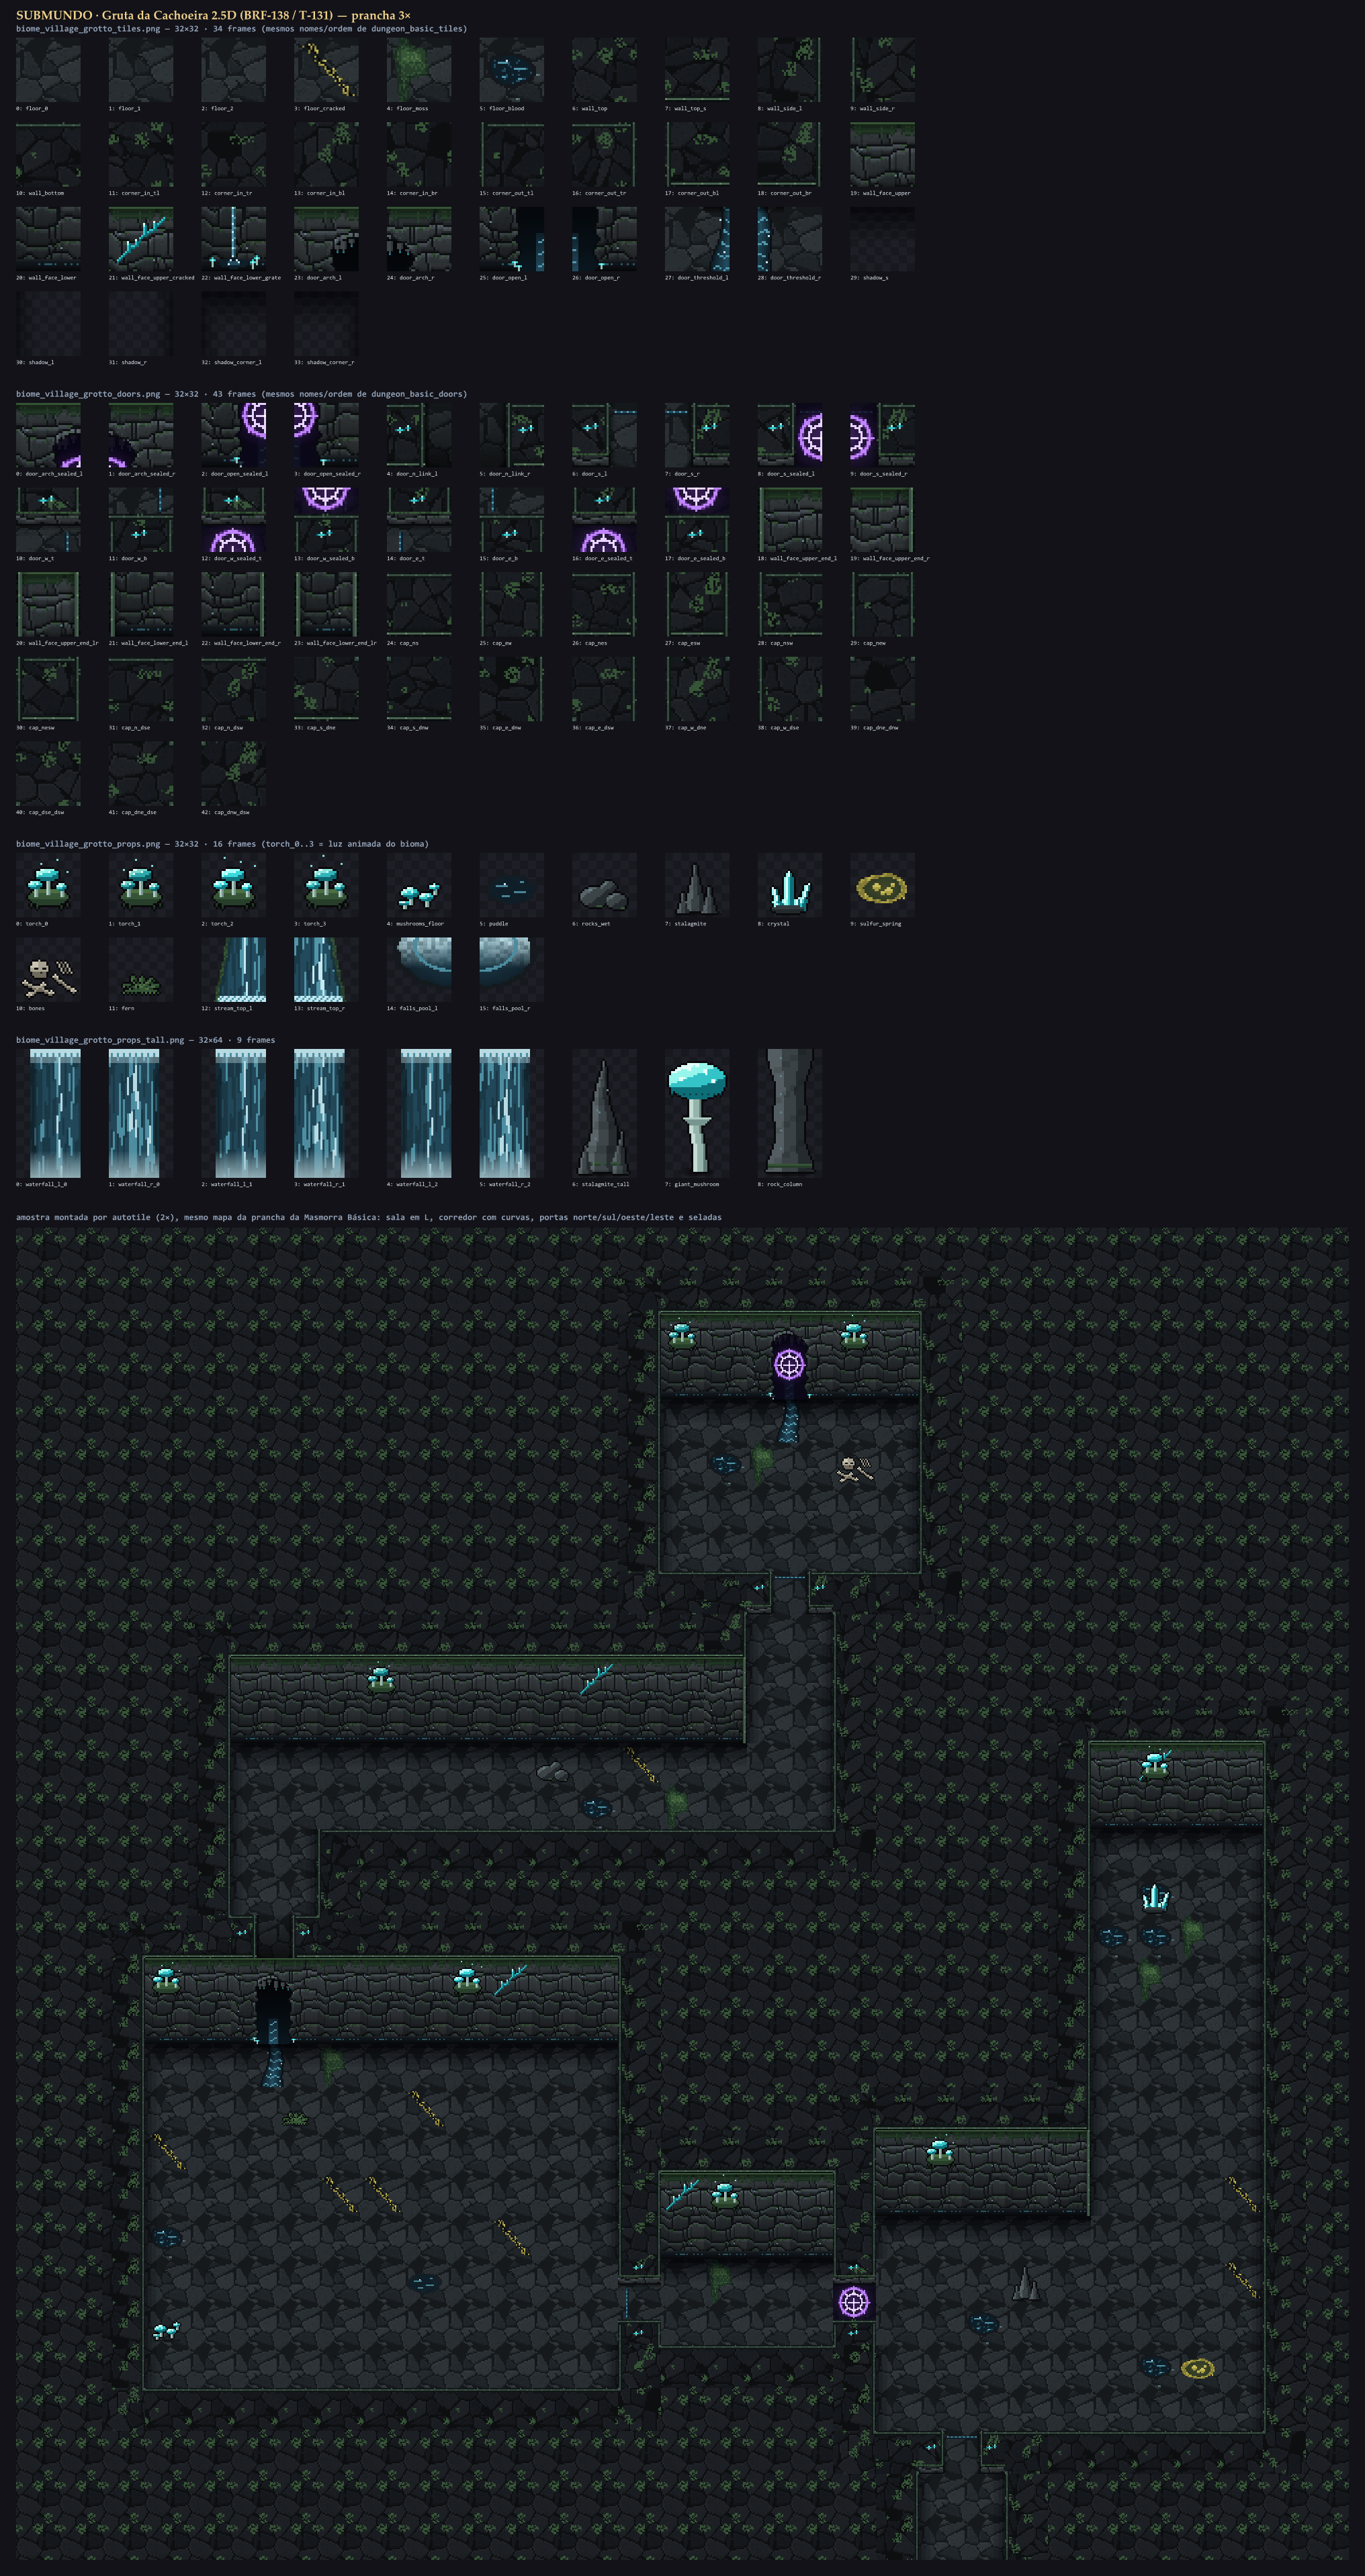 SUBMUNDO · Gruta da Cachoeira 2.5D (BRF-138 / T-131) — prancha 3×
biome_village_grotto_tiles.png — 32×32 · 34 frames (mesmos nomes/ordem de dungeon_basic_tiles)
0: floor_0 1: floor_1 2: floor_2 3: floor_cracked 4: floor_moss 5: floor_blood 6: wall_top 7: wall_top_s 8: wall_side_l 9: wall_side_r
10: wall_bottom 11: corner_in_tl 12: corner_in_tr 13: corner_in_bl 14: corner_in_br 15: corner_out_tl 16: corner_out_tr 17: corner_out_bl 18: corner_out_br 19: wall_face_upper
20: wall_face_lower 21: wall_face_upper_cracked 22: wall_face_lower_grate 23: door_arch_l 24: door_arch_r 25: door_open_l 26: door_open_r 27: door_threshold_l 28: door_threshold_r 29: shadow_s
30: shadow_l 31: shadow_r 32: shadow_corner_l 33: shadow_corner_r
biome_village_grotto_doors.png — 32×32 · 43 frames (mesmos nomes/ordem de dungeon_basic_doors)
0: door_arch_sealed_l 1: door_arch_sealed_r 2: door_open_sealed_l 3: door_open_sealed_r 4: door_n_link_l 5: door_n_link_r 6: door_s_l 7: door_s_r 8: door_s_sealed_l 9: door_s_sealed_r
10: door_w_t 11: door_w_b 12: door_w_sealed_t 13: door_w_sealed_b 14: door_e_t 15: door_e_b 16: door_e_sealed_t 17: door_e_sealed_b 18: wall_face_upper_end_l 19: wall_face_upper_end_r
20: wall_face_upper_end_lr 21: wall_face_lower_end_l 22: wall_face_lower_end_r 23: wall_face_lower_end_lr 24: cap_ns 25: cap_ew 26: cap_nes 27: cap_esw 28: cap_nsw 29: cap_new
30: cap_nesw 31: cap_n_dse 32: cap_n_dsw 33: cap_s_dne 34: cap_s_dnw 35: cap_e_dnw 36: cap_e_dsw 37: cap_w_dne 38: cap_w_dse 39: cap_dne_dnw
40: cap_dse_dsw 41: cap_dne_dse 42: cap_dnw_dsw
biome_village_grotto_props.png — 32×32 · 16 frames (torch_0..3 = luz animada do bioma)
0: torch_0 1: torch_1 2: torch_2 3: torch_3 4: mushrooms_floor 5: puddle 6: rocks_wet 7: stalagmite 8: crystal 9: sulfur_spring
10: bones 11: fern 12: stream_top_l 13: stream_top_r 14: falls_pool_l 15: falls_pool_r
biome_village_grotto_props_tall.png — 32×64 · 9 frames
0: waterfall_l_0 1: waterfall_r_0 2: waterfall_l_1 3: waterfall_r_1 4: waterfall_l_2 5: waterfall_r_2 6: stalagmite_tall 7: giant_mushroom 8: rock_column
amostra montada por autotile (2×), mesmo mapa da prancha da Masmorra Básica: sala em L, corredor com curvas, portas norte/sul/oeste/leste e seladas